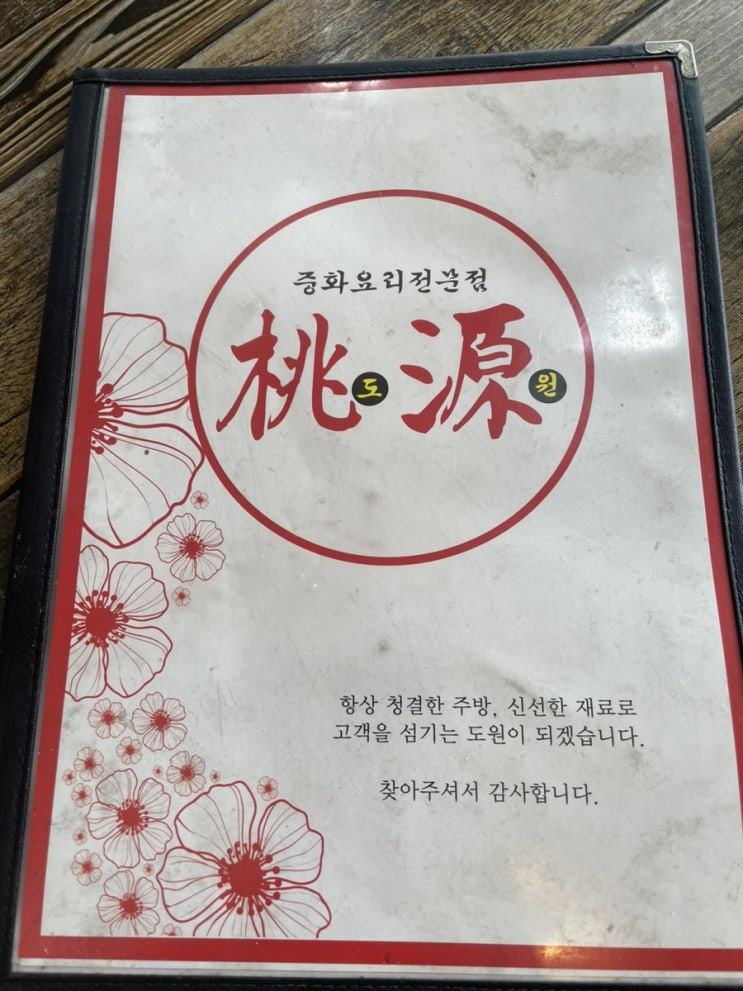 중화요리전문점
桃도 源원
항상 청결한 주방, 신선한 재료로
고객을 섬기는 도원이 되겠습니다.
찾아주셔서 감사합니다.